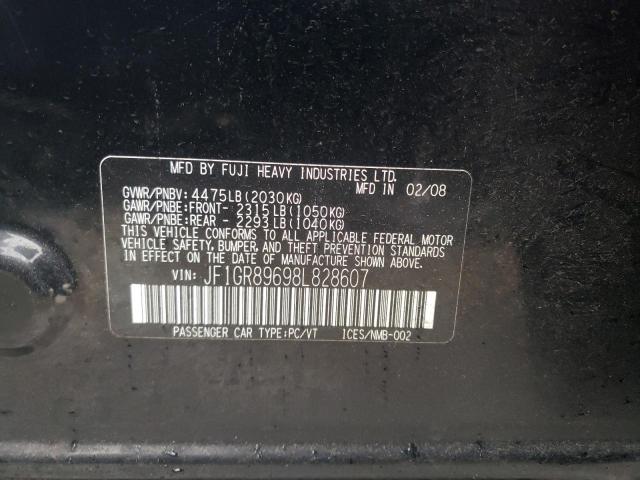 MFD BY FUJI HEAVY INDUSTRIES LTD.
MFD IN 02/08
GVWR/PNBV: 4475LB(2030KG)
GAWR/PNBE:FRONT- 2315LB(1050KG)
GAWR/PNBE:REAR - 2293LB(1040KG)
THIS VEHICLE CONFORMS TO ALL APPLICABLE FEDERAL MOTOR
VEHICLE SAFETY, BUMPER, AND THEFT PREVENTION STANDARDS
IN EFFECT ON THE DATE OF MANUFACTURE SHOWN ABOVE.
VIN: JF1GR89698L828607
PASSENGER CAR TYPE:PC/VT ICES/NMB-002